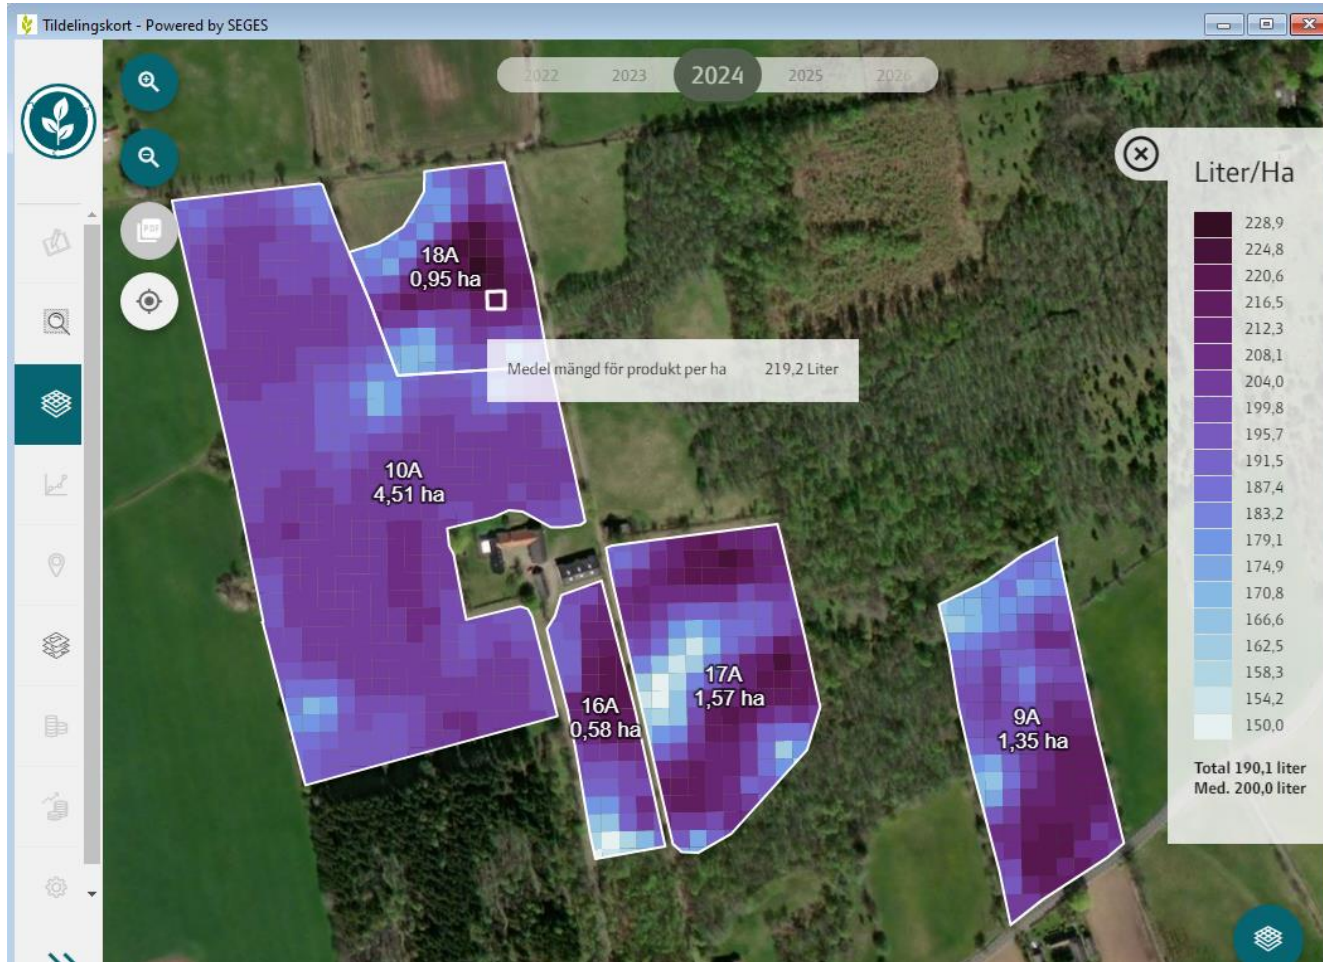 Tildelingskort - Powered by SEGES
2022 2023 2024 2025 2026
PDF
Liter/Ha
228,9
224,8
220,6
216,5
212,3
208,1
204,0
199,8
195,7
191,5
187,4
183,2
179,1
174,9
170,8
166,6
162,5
158,3
154,2
150,0
Total 190,1 liter
Med. 200,0 liter
18A
0,95 ha
Medel mängd för produkt per ha 219,2 Liter
10A
4,51 ha
16A
0,58 ha
17A
1,57 ha
9A
1,35 ha